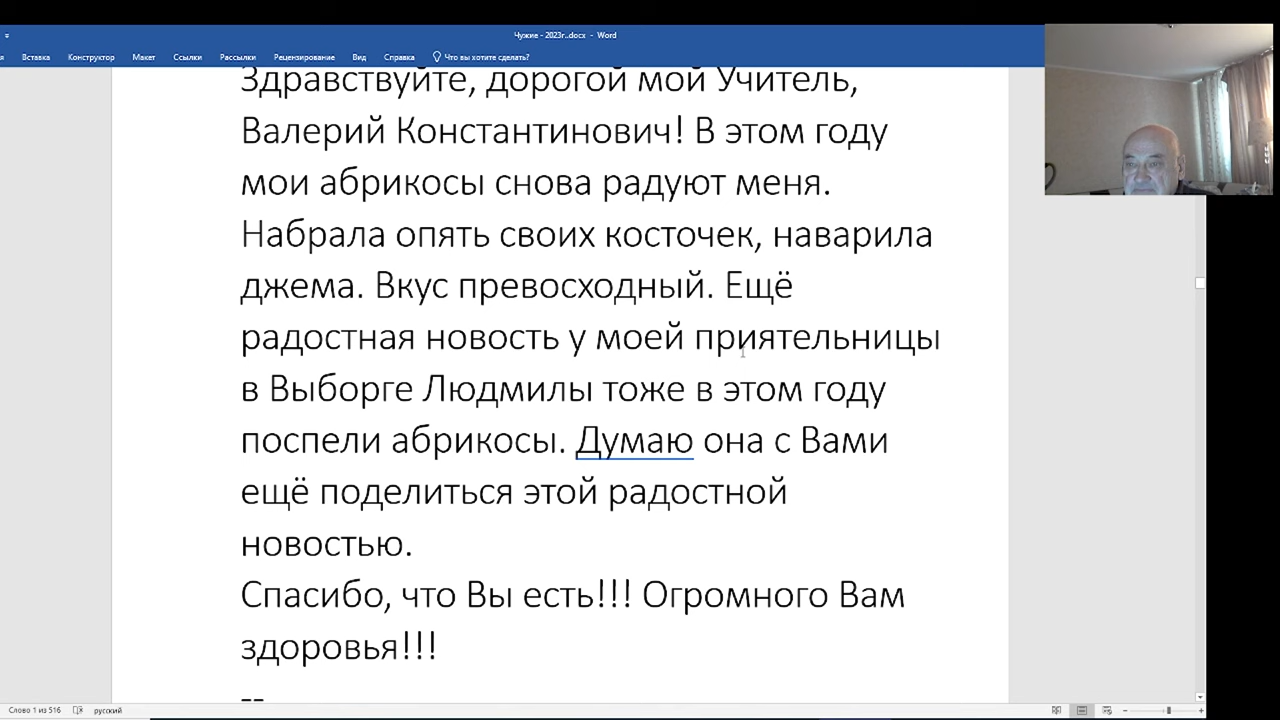 Чужие - 2023г..docx - Word
Вставка Конструктор Макет Ссылки Рассылки Рецензирование Вид Справка Что вы хотите сделать?
Здравствуйте, дорогой мой Учитель,
Валерий Константинович! В этом году
мои абрикосы снова радуют меня.
Набрала опять своих косточек, наварила
джема. Вкус превосходный. Ещё
радостная новость у моей приятельницы
в Выборге Людмилы тоже в этом году
поспели абрикосы. Думаю она с Вами
ещё поделиться этой радостной
новостью.
Спасибо, что Вы есть!!! Огромного Вам
здоровья!!!
Слово 1 из 516 русский